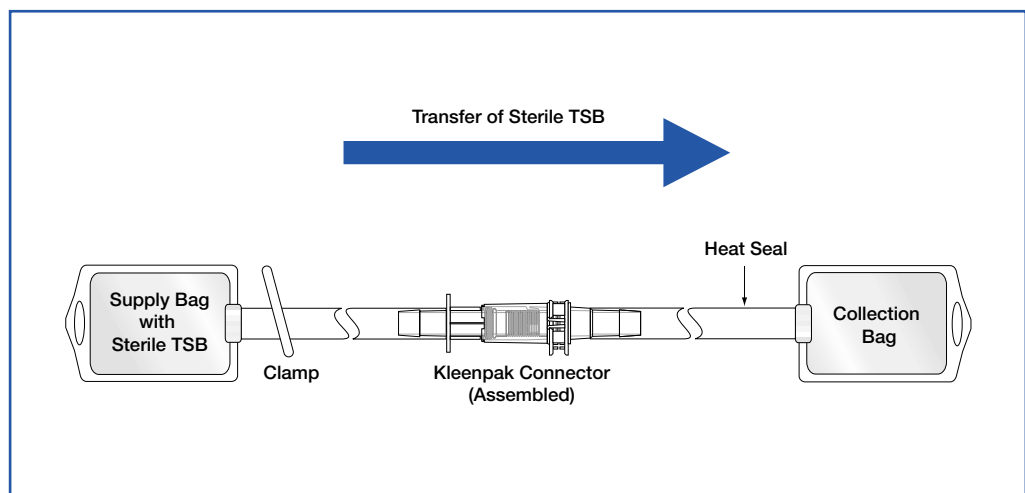 Transfer of Sterile TSB
Heat Seal
Supply Bag
with
Sterile TSB
Collection
Bag
Clamp
Kleenpak Connector
(Assembled)